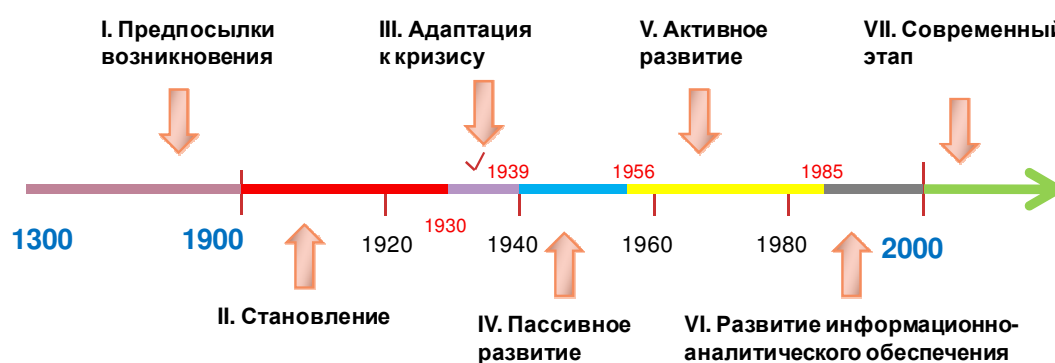 I. Предпосылки
возникновения
III. Адаптация
к кризису
V. Активное
развитие
VII. Современный
этап
1939
1956
1985
1300
1900
1920
1930
1940
1960
1980
2000
II. Становление
IV. Пассивное
развитие
VI. Развитие информационно-
аналитического обеспечения